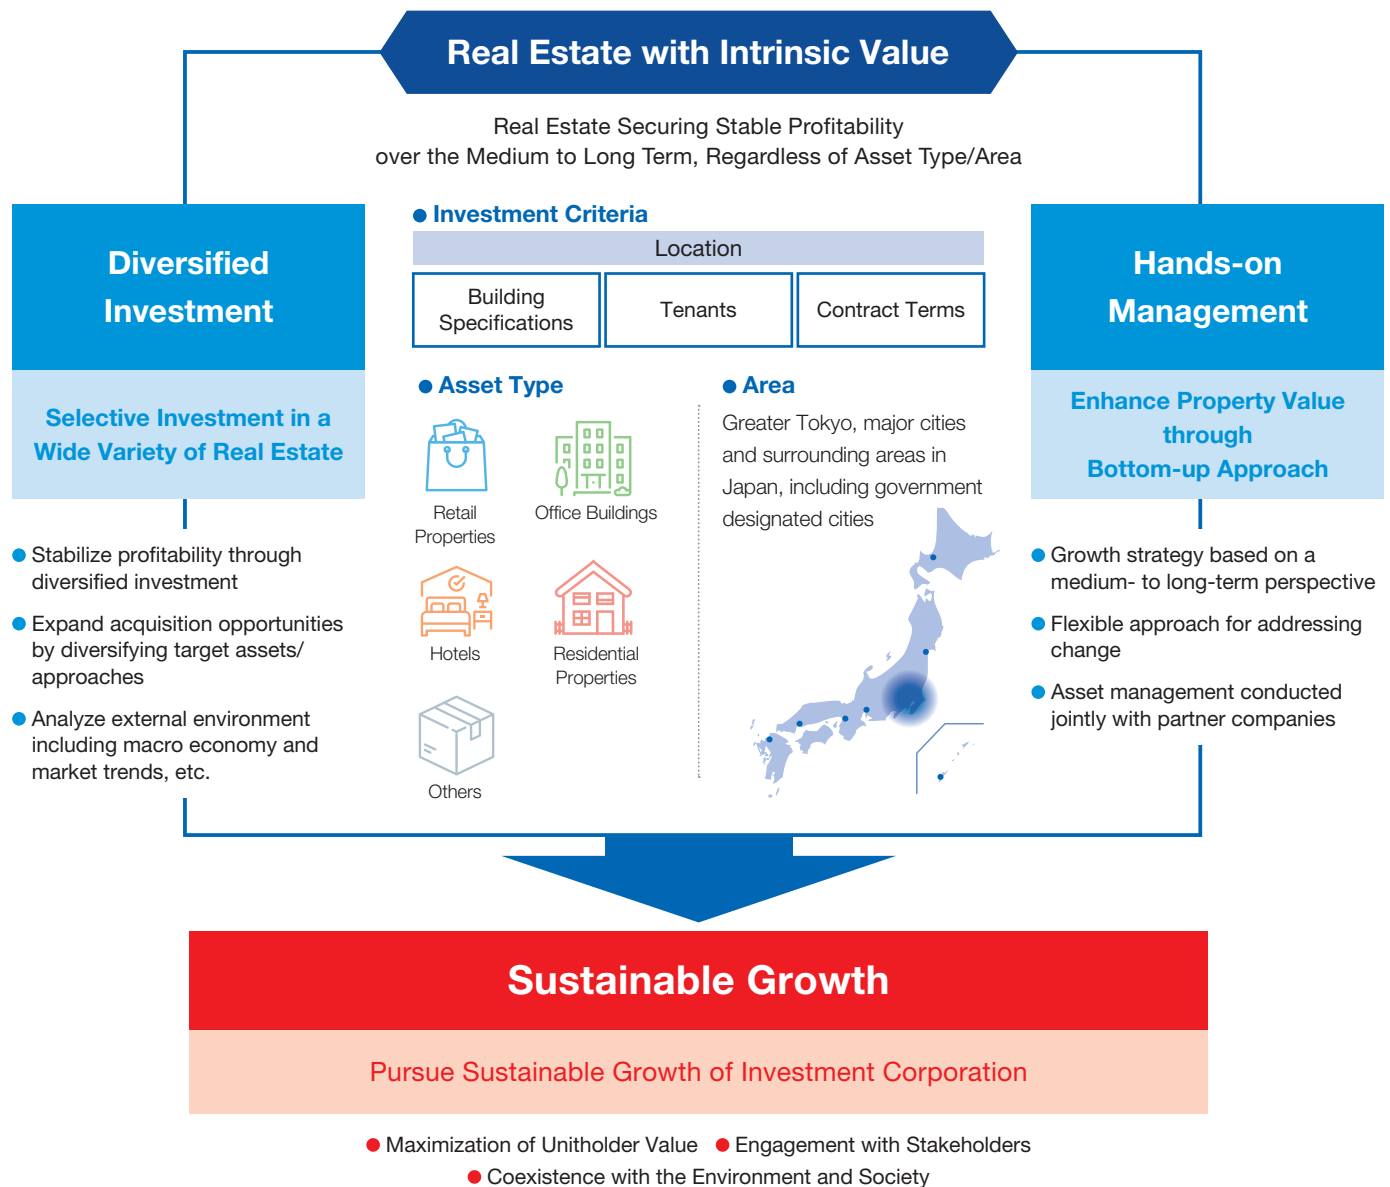 Real Estate with Intrinsic Value
Real Estate Securing Stable Profitability
over the Medium to Long Term, Regardless of Asset Type/Area
Diversified
Investment
Selective Investment in a
Wide Variety of Real Estate
● Stabilize profitability through
diversified investment
● Expand acquisition opportunities
by diversifying target assets/
approaches
● Analyze external environment
including macro economy and
market trends, etc.
● Investment Criteria
Location
Building
Specifications
Tenants
Contract Terms
● Asset Type
Retail
Properties
Office Buildings
Hotels
Residential
Properties
Others
● Area
Greater Tokyo, major cities
and surrounding areas in
Japan, including government
designated cities
Hands-on
Management
Enhance Property Value
through
Bottom-up Approach
● Growth strategy based on a
medium- to long-term perspective
● Flexible approach for addressing
change
● Asset management conducted
jointly with partner companies
Sustainable Growth
Pursue Sustainable Growth of Investment Corporation
● Maximization of Unitholder Value ● Engagement with Stakeholders
● Coexistence with the Environment and Society